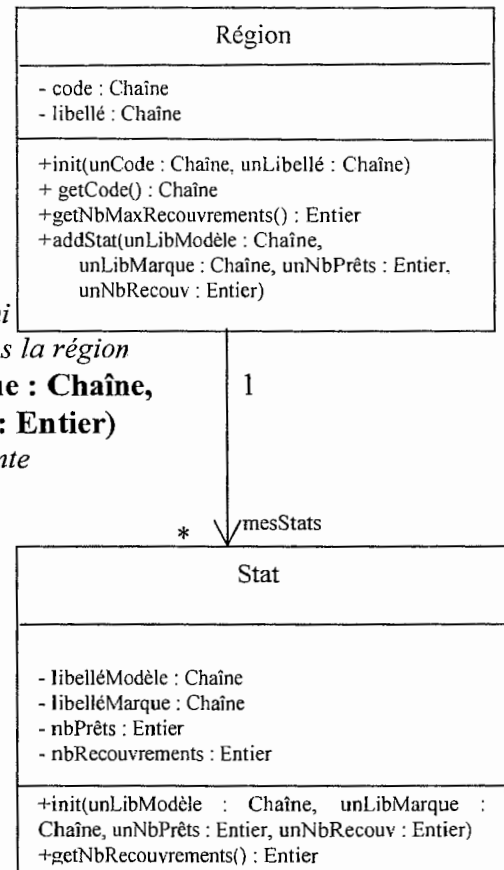 Région
- code : Chaîne
- libellé : Chaîne
+init(unCode : Chaîne, unLibellé : Chaîne)
+ getCode() : Chaîne
+getNbMaxRecouvrements() : Entier
+addStat(unLibModèle : Chaîne,
unLibMarque : Chaîne, unNbPrêts : Entier,
unNbRecouv : Entier)
la région
: Chaîne,
: Entier)
1
* mesStats
Stat
- libelléModèle : Chaîne
- libelléMarque : Chaîne
- nbPrêts : Entier
- nbRecouvrements : Entier
+init(unLibModèle : Chaîne, unLibMarque :
Chaîne, unNbPrêts : Entier, unNbRecouv : Entier)
+getNbRecouvrements() : Entier